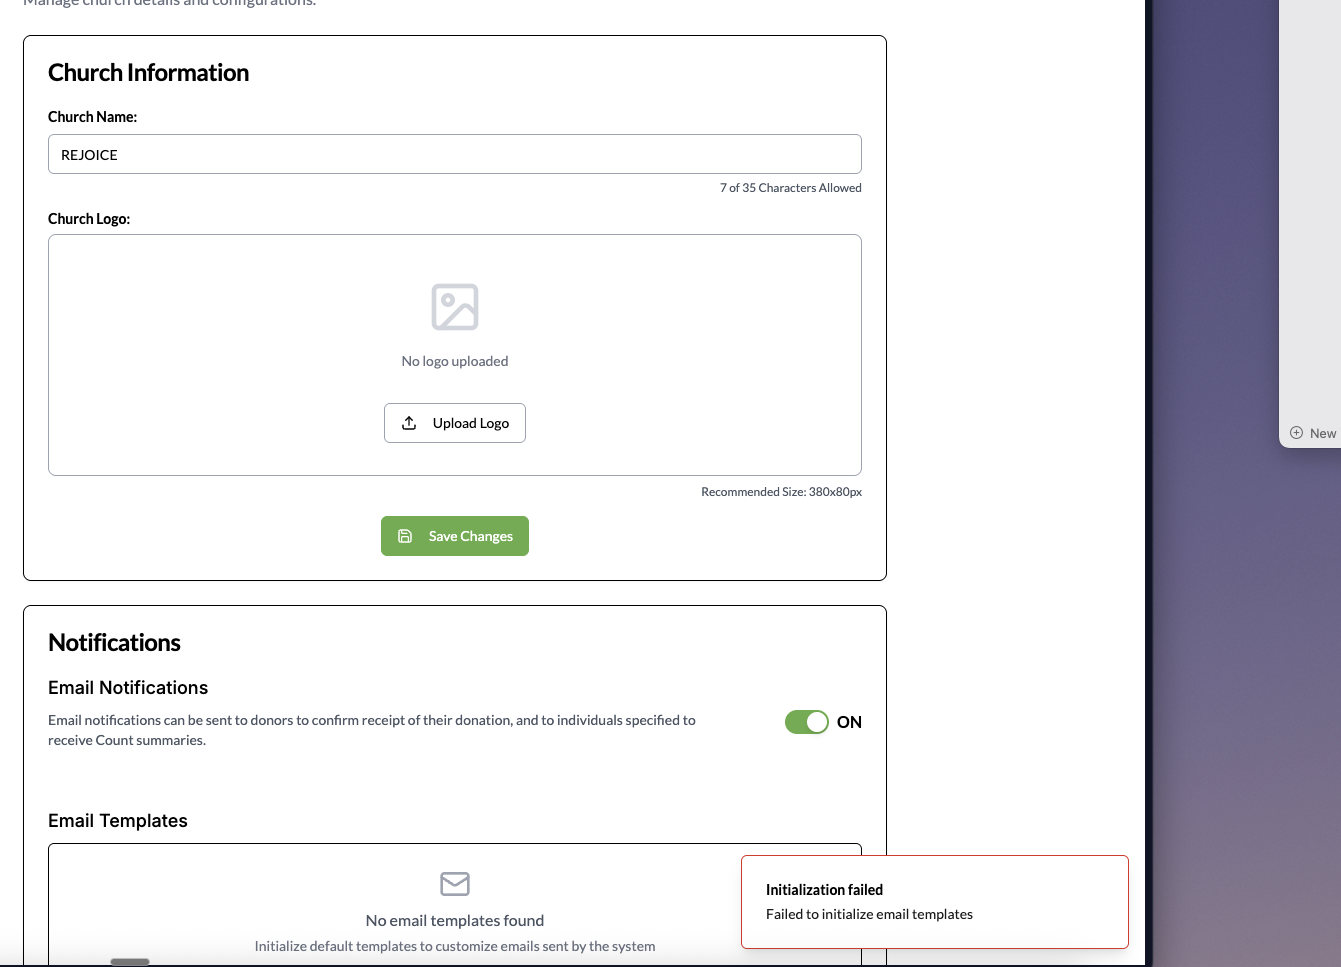 Manage church details and configurations.
Church Information
Church Name:
REJOICE
7 of 35 Characters Allowed
Church Logo:
No logo uploaded
Upload Logo
Recommended Size: 380x80px
Save Changes
New
Notifications
Email Notifications
Email notifications can be sent to donors to confirm receipt of their donation, and to individuals specified to
receive Count summaries.
ON
Email Templates
No email templates found
Initialize default templates to customize emails sent by the system
Initialization failed
Failed to initialize email templates